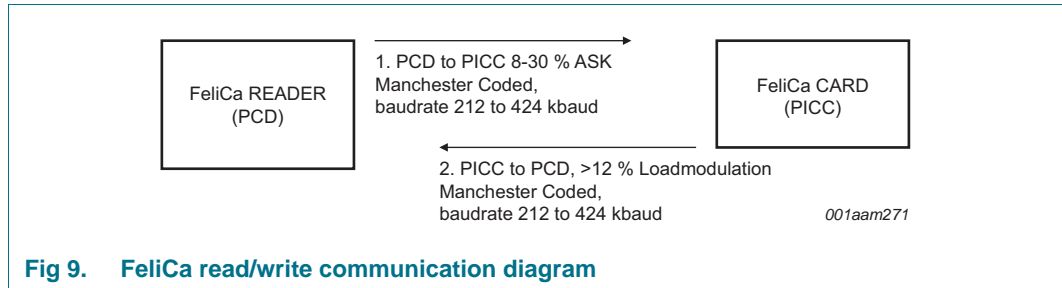 FeliCa READER
(PCD)
1. PCD to PICC 8-30 % ASK
Manchester Coded,
baudrate 212 to 424 kbaud
FeliCa CARD
(PICC)
2. PICC to PCD, >12 % Loadmodulation
Manchester Coded,
baudrate 212 to 424 kbaud
001aam271
Fig 9. FeliCa read/write communication diagram